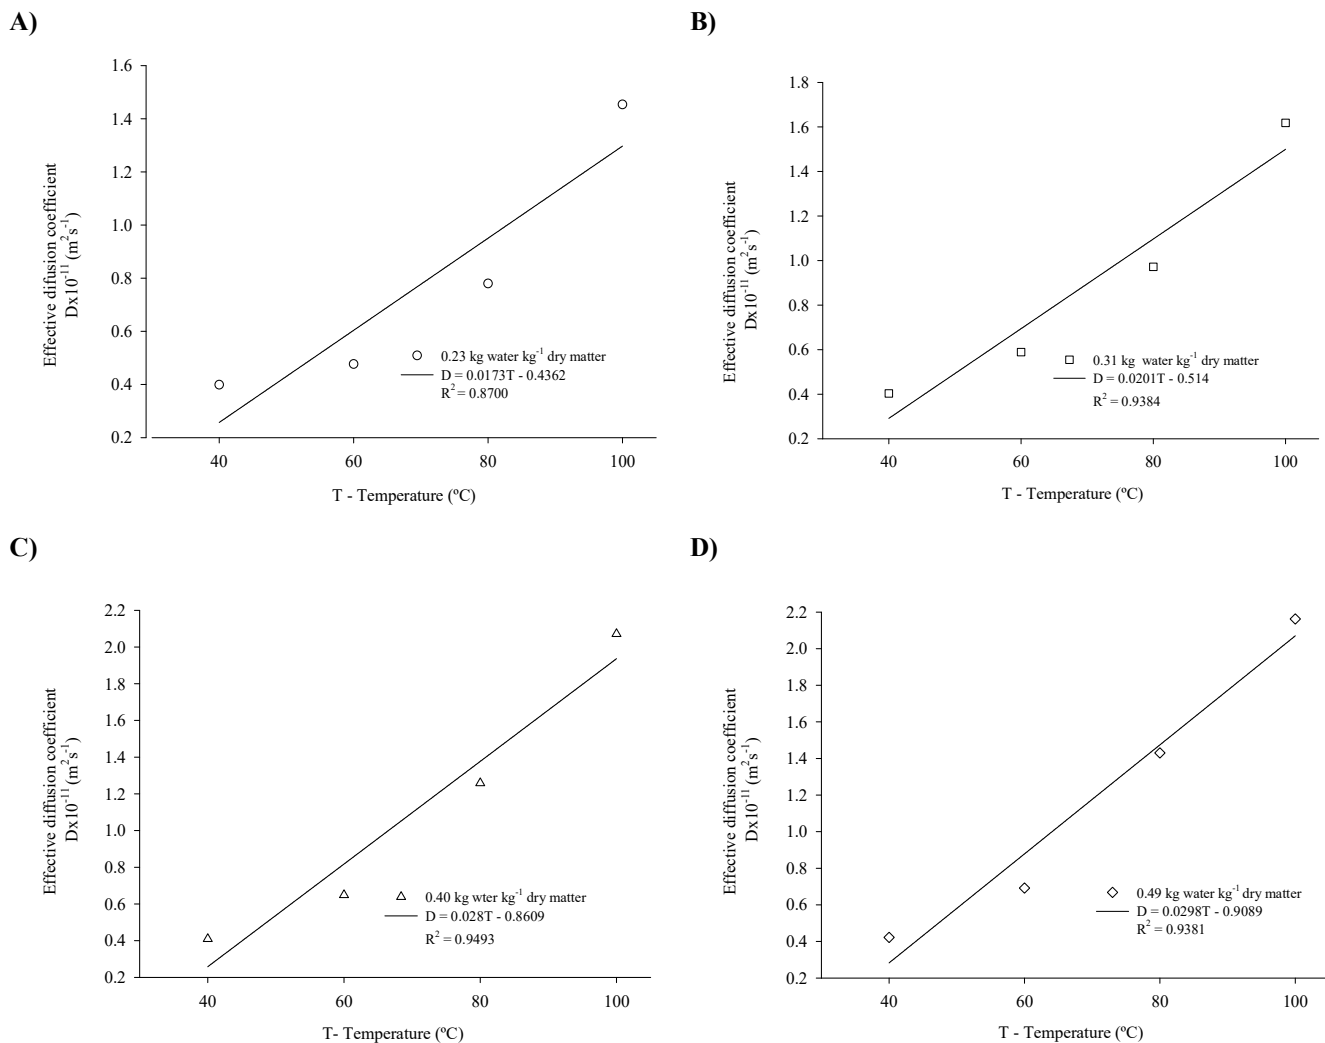 A)
Effective difusion coefficient
Dx10⁻¹¹ (m²s⁻¹)
1.6
1.4
1.2
1.0
0.8
0.6
0.4
0.2
0.23 kg water kg⁻¹ dry matter
D = 0.0173T - 0.4362
R² = 0.8700
40 60 80 100
T - Temperature (ºC)
B)
Effective diffusion coefficient
Dx10⁻¹¹ (m²s⁻¹)
1.8
1.6
1.4
1.2
1.0
0.8
0.6
0.4
0.2
0.31 kg water kg⁻¹ dry matter
D = 0.0201T - 0.514
R² = 0.9384
40 60 80 100
T - Temperature (ºC)
C)
Effective diffusion coefficient
Dx10⁻¹¹ (m²s⁻¹)
2.2
2.0
1.8
1.6
1.4
1.2
1.0
0.8
0.6
0.4
0.2
0.40 kg wter kg⁻¹ dry matter
D = 0.028T - 0.8609
R² = 0.9493
40 60 80 100
T- Temperature (ºC)
D)
Effective diffusion coefficient
Dx10⁻¹¹ (m²s⁻¹)
2.2
2.0
1.8
1.6
1.4
1.2
1.0
0.8
0.6
0.4
0.2
0.49 kg water kg⁻¹ dry matter
D = 0.0298T - 0.9089
R² = 0.9381
40 60 80 100
T - Temperature (ºC)